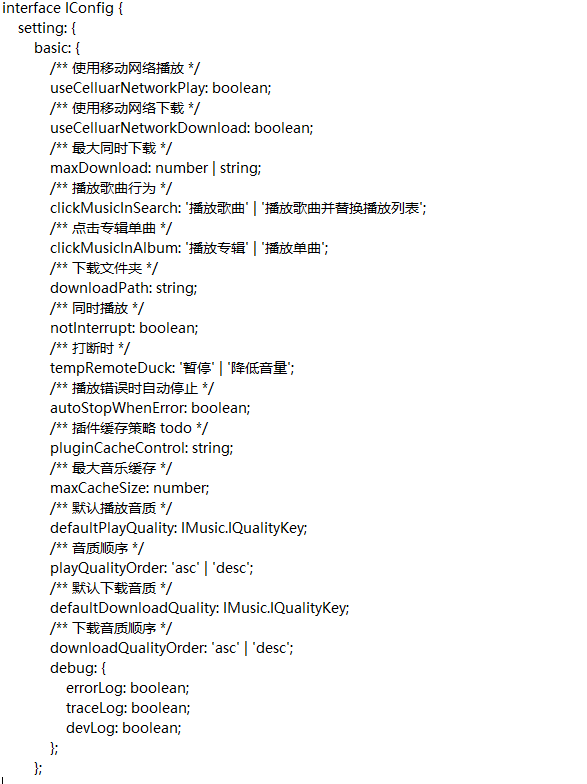 interface IConfig {
setting: {
basic: {
/** 使用移动网络播放 */
useCelluarNetworkPlay: boolean;
/** 使用移动网络下载 */
useCelluarNetworkDownload: boolean;
/** 最大同时下载 */
maxDownload: number | string;
/** 播放歌曲行为 */
clickMusicInSearch: '播放歌曲' | '播放歌曲并替换播放列表';
/** 点击专辑单曲 */
clickMusicInAlbum: '播放专辑' | '播放单曲';
/** 下载文件夹 */
downloadPath: string;
/** 同时播放 */
notInterrupt: boolean;
/** 打断时 */
tempRemoteDuck: '暂停' | '降低音量';
/** 播放错误时自动停止 */
autoStopWhenError: boolean;
/** 插件缓存策略 todo */
pluginCacheControl: string;
/** 最大音乐缓存 */
maxCacheSize: number;
/** 默认播放音质 */
defaultPlayQuality: IMusic.IQualityKey;
/** 音质顺序 */
playQualityOrder: 'asc' | 'desc';
/** 默认下载音质 */
defaultDownloadQuality: IMusic.IQualityKey;
/** 下载音质顺序 */
downloadQualityOrder: 'asc' | 'desc';
debug: {
errorLog: boolean;
traceLog: boolean;
devLog: boolean;
};
};